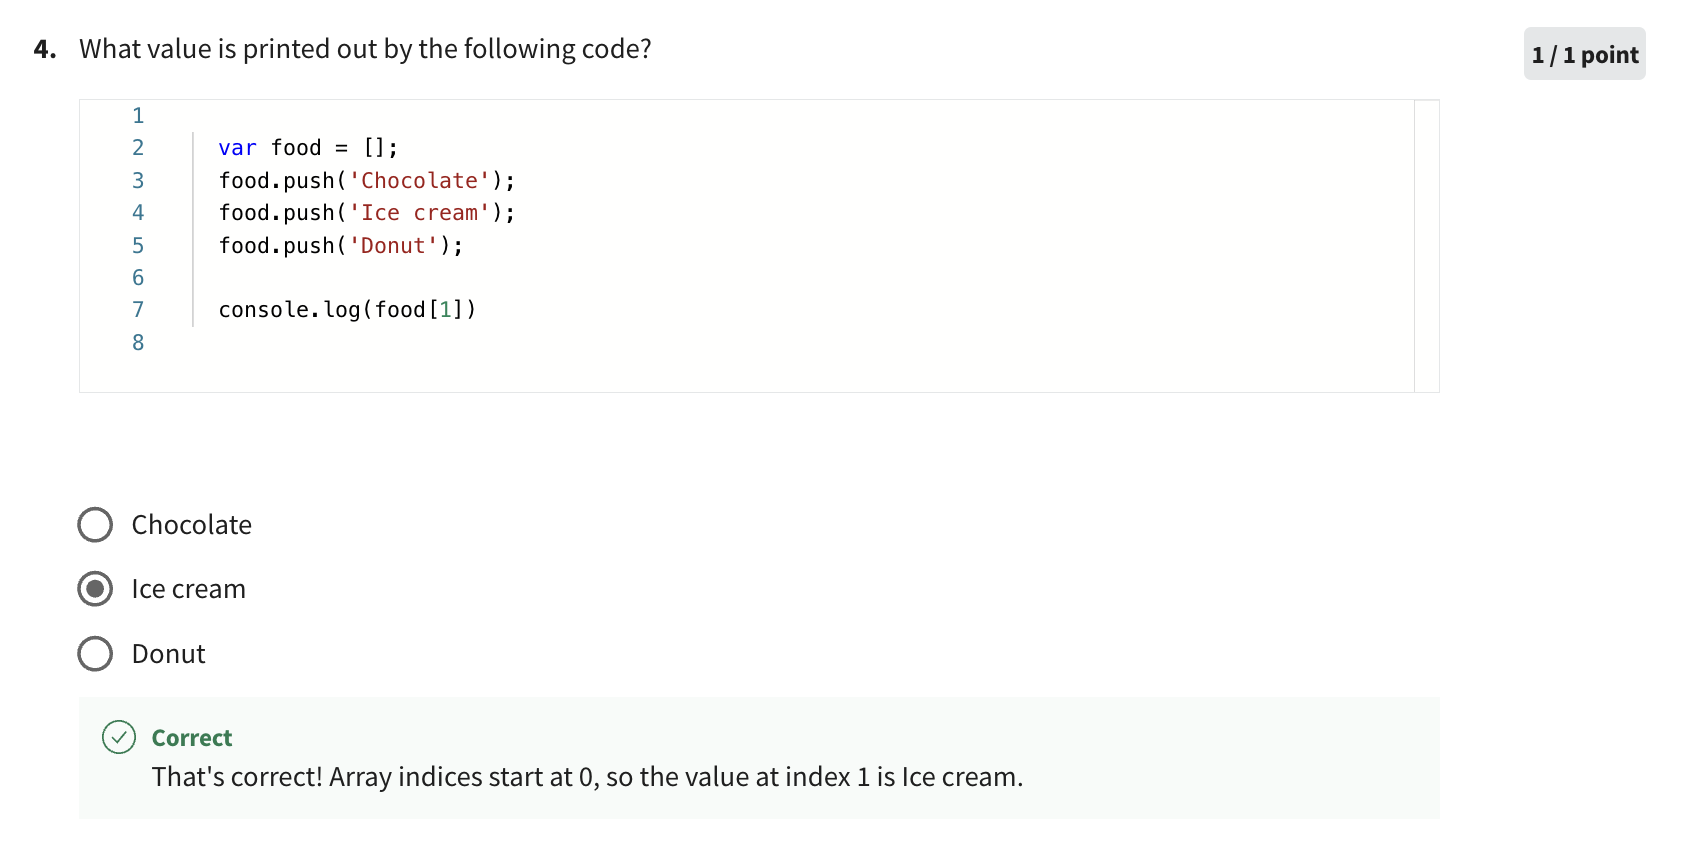 4. What value is printed out by the following code?
1 / 1 point
1
2 var food = [];
3 food.push('Chocolate');
4 food.push('Ice cream');
5 food.push('Donut');
6
7 console.log(food[1])
8
Chocolate
Ice cream
Donut
Correct
That's correct! Array indices start at 0, so the value at index 1 is Ice cream.